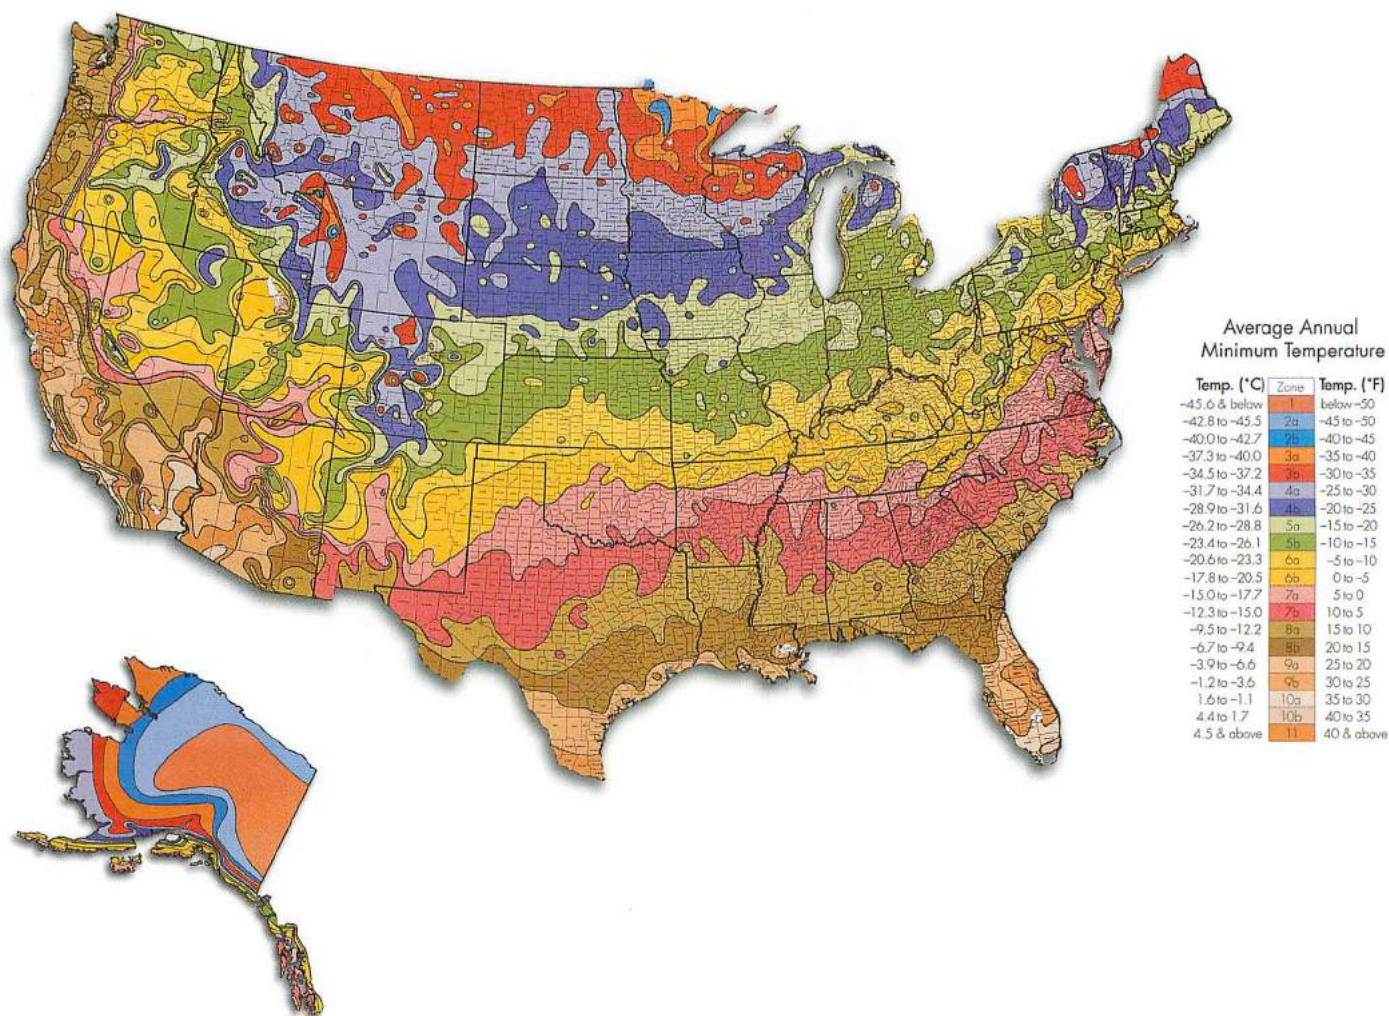 Average Annual
Minimum Temperature
Temp. (°C) Zone Temp. (°F)
−45.6 & below 1 below −50
−42.8 to −45.5 2a −45 to −50
−40.0 to −42.7 2b −40 to −45
−37.3 to −40.0 3a −35 to −40
−34.5 to −37.2 3b −30 to −35
−31.7 to −34.4 4a −25 to −30
−28.9 to −31.6 4b −20 to −25
−26.2 to −28.8 5a −15 to −20
−23.4 to −26.1 5b −10 to −15
−20.6 to −23.3 6a −5 to −10
−17.8 to −20.5 6b 0 to −5
−15.0 to −17.7 7a 5 to 0
−12.3 to −15.0 7b 10 to 5
−9.5 to −12.2 8a 15 to 10
−6.7 to −9.4 8b 20 to 15
−3.9 to −6.6 9a 25 to 20
−1.2 to −3.6 9b 30 to 25
1.6 to −1.1 10a 35 to 30
4.4 to 1.7 10b 40 to 35
4.5 & above 11 40 & above